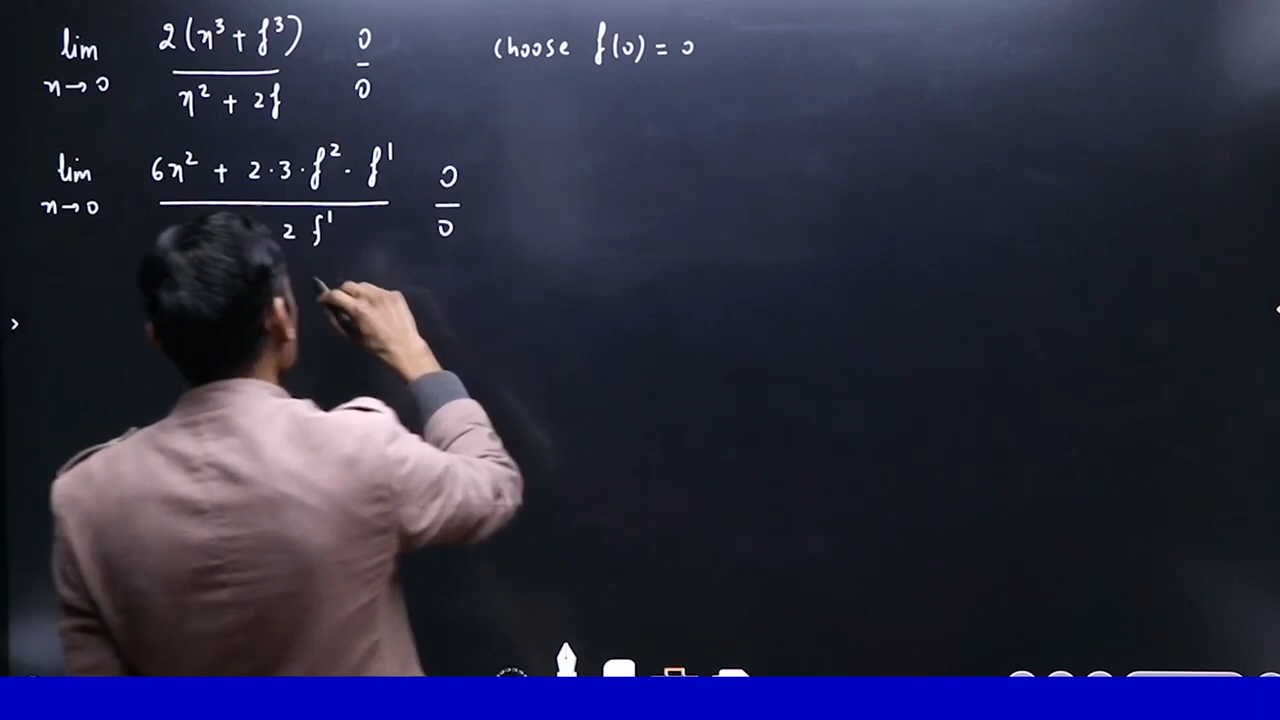 lim x→0 2(x³ + f³) / x² + 2f 0/0 choose f(0) = 0
lim x→0 6x² + 2·3·f²·f' / 2f' 0/0